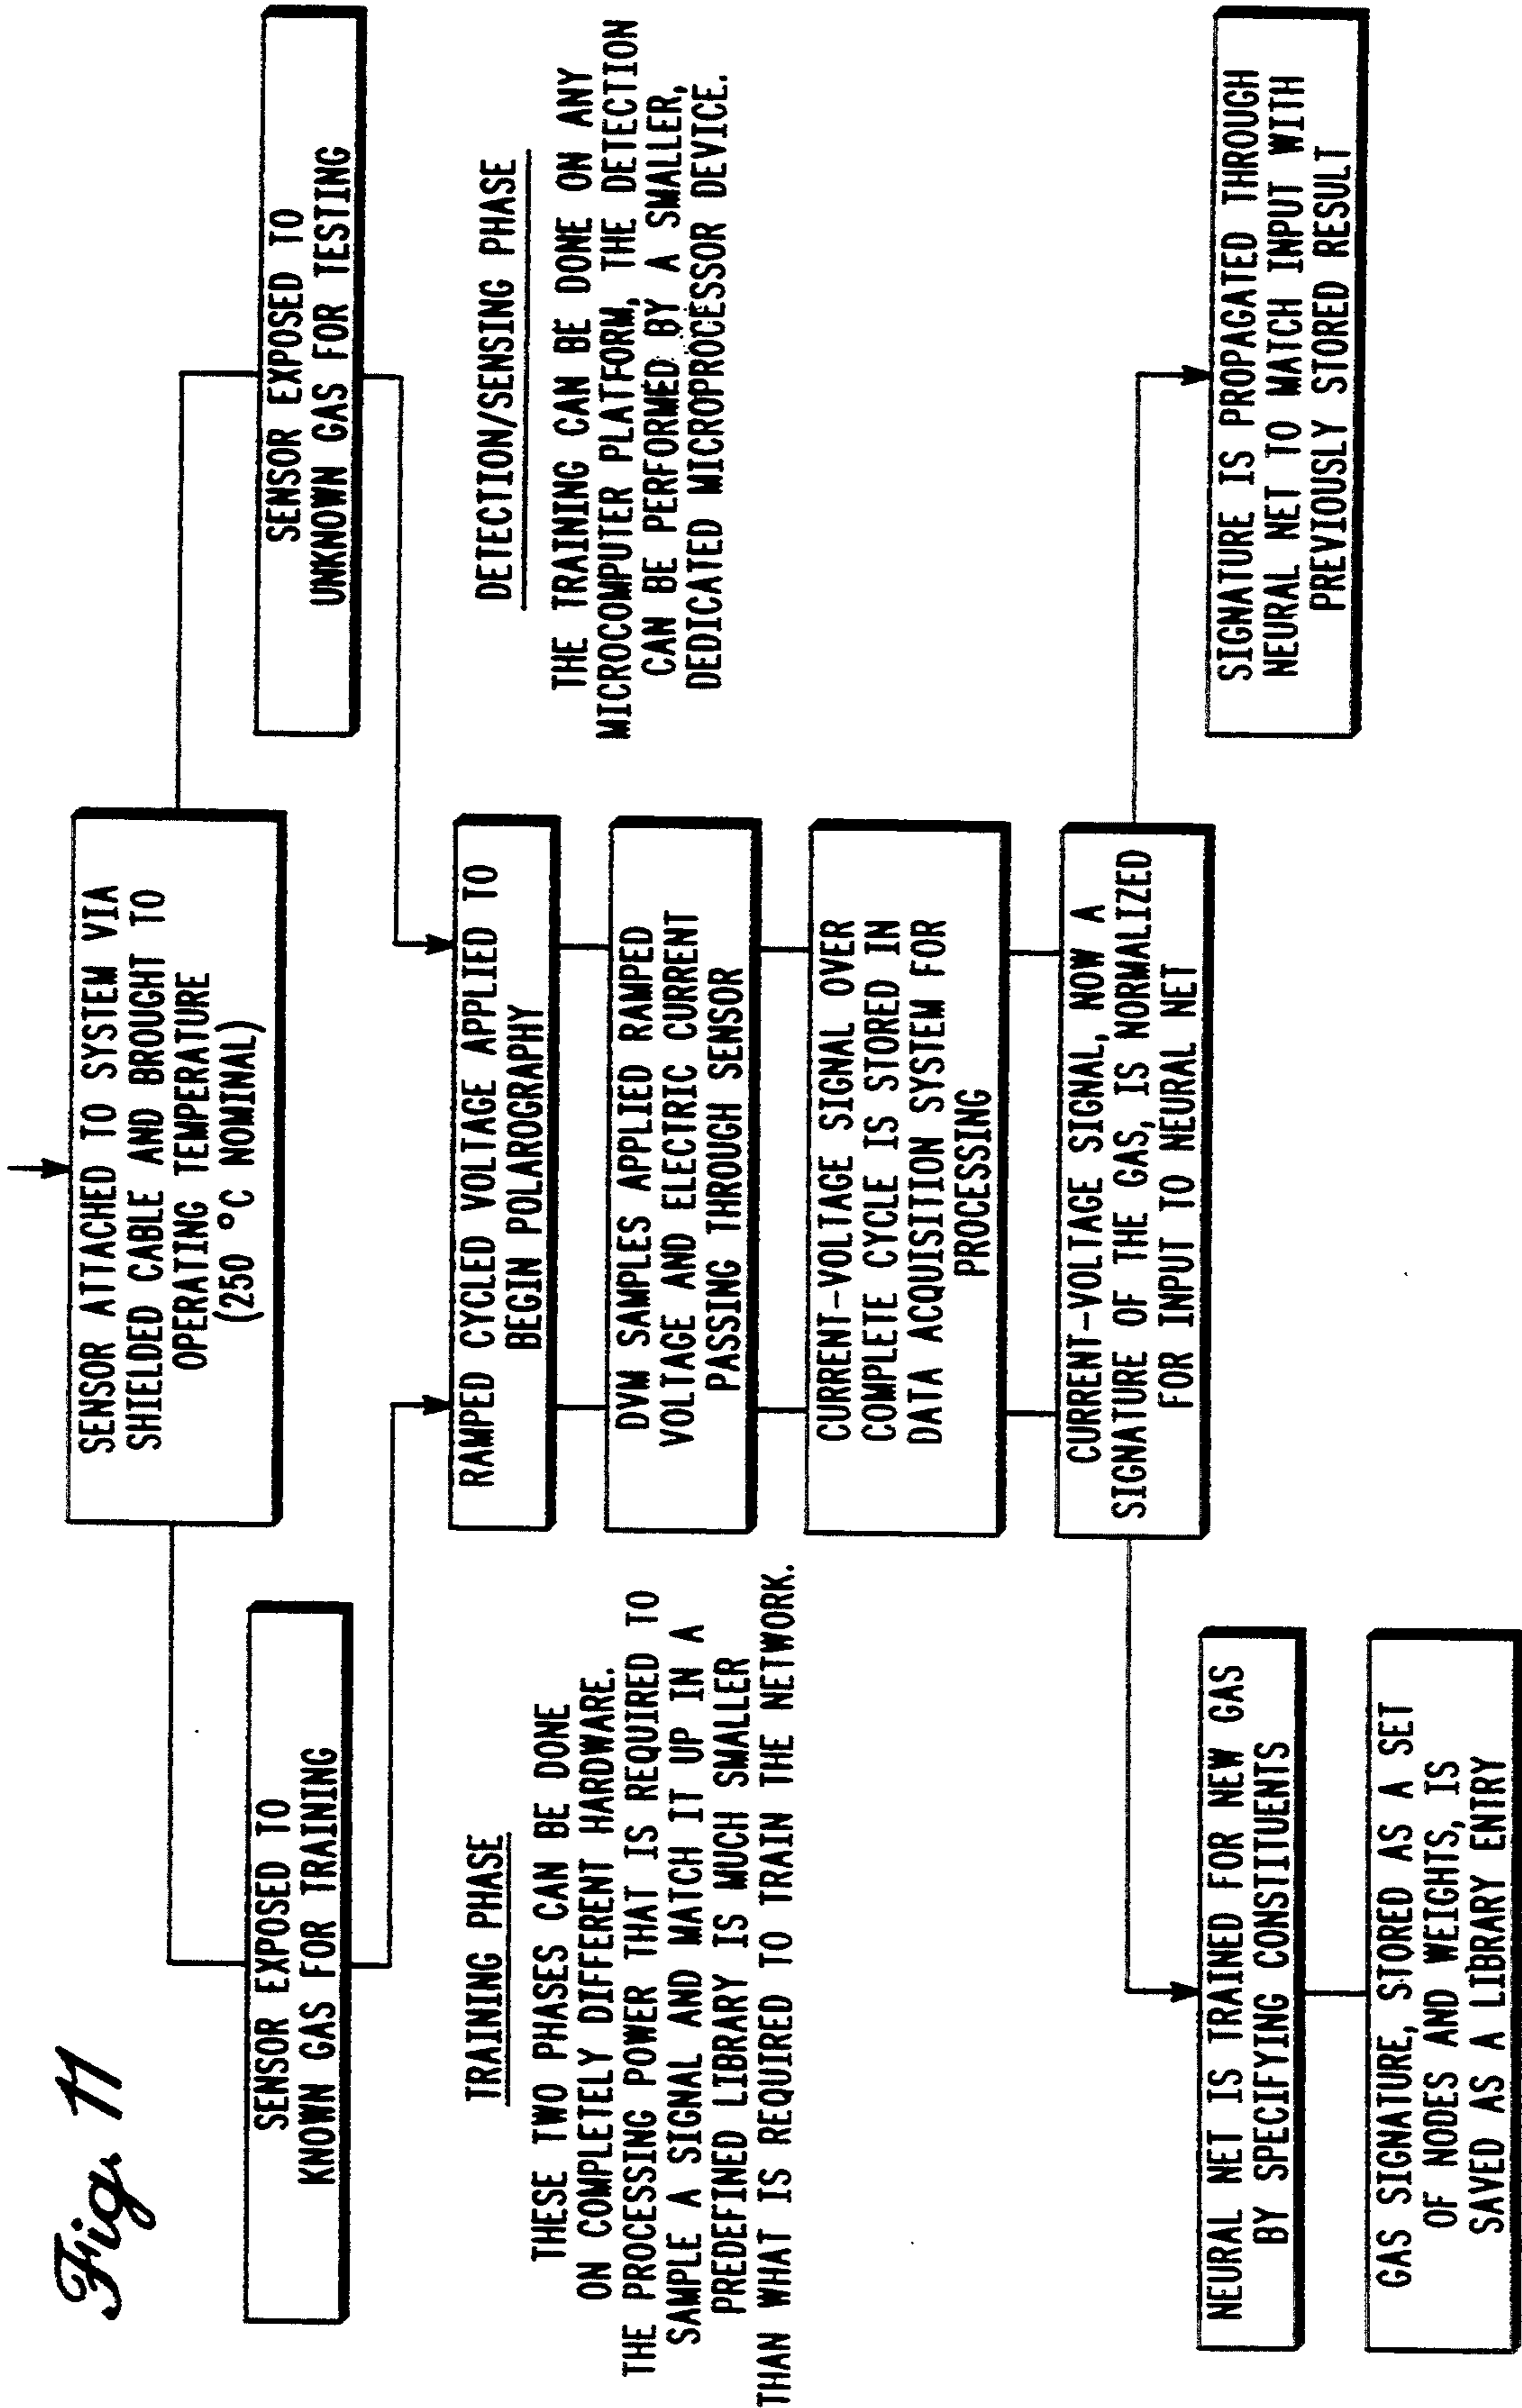 Fig. 11
SENSOR ATTACHED TO SYSTEM VIA
SHIELDED CABLE AND BROUGHT TO
OPERATING TEMPERATURE
(250 °C NOMINAL)
SENSOR EXPOSED TO
KNOWN GAS FOR TRAINING
SENSOR EXPOSED TO
UNKNOWN GAS FOR TESTING
TRAINING PHASE
THESE TWO PHASES CAN BE DONE
ON COMPLETELY DIFFERENT HARDWARE.
THE PROCESSING POWER THAT IS REQUIRED TO
SAMPLE A SIGNAL AND MATCH IT UP IN A
PREDEFINED LIBRARY IS MUCH SMALLER
THAN WHAT IS REQUIRED TO TRAIN THE NETWORK.
RAMPED CYCLED VOLTAGE APPLIED TO
BEGIN POLAROGRAPHY
DVM SAMPLES APPLIED RAMPED
VOLTAGE AND ELECTRIC CURRENT
PASSING THROUGH SENSOR
CURRENT-VOLTAGE SIGNAL OVER
COMPLETE CYCLE IS STORED IN
DATA ACQUISITION SYSTEM FOR
PROCESSING
CURRENT-VOLTAGE SIGNAL, NOW A
SIGNATURE OF THE GAS, IS NORMALIZED
FOR INPUT TO NEURAL NET
DETECTION/SENSING PHASE
THE TRAINING CAN BE DONE ON ANY
MICROCOMPUTER PLATFORM, THE DETECTION
CAN BE PERFORMED BY A SMALLER,
DEDICATED MICROPROCESSOR DEVICE.
NEURAL NET IS TRAINED FOR NEW GAS
BY SPECIFYING CONSTITUENTS
GAS SIGNATURE, STORED AS A SET
OF NODES AND WEIGHTS, IS
SAVED AS A LIBRARY ENTRY
SIGNATURE IS PROPAGATED THROUGH
NEURAL NET TO MATCH INPUT WITH
PREVIOUSLY STORED RESULT